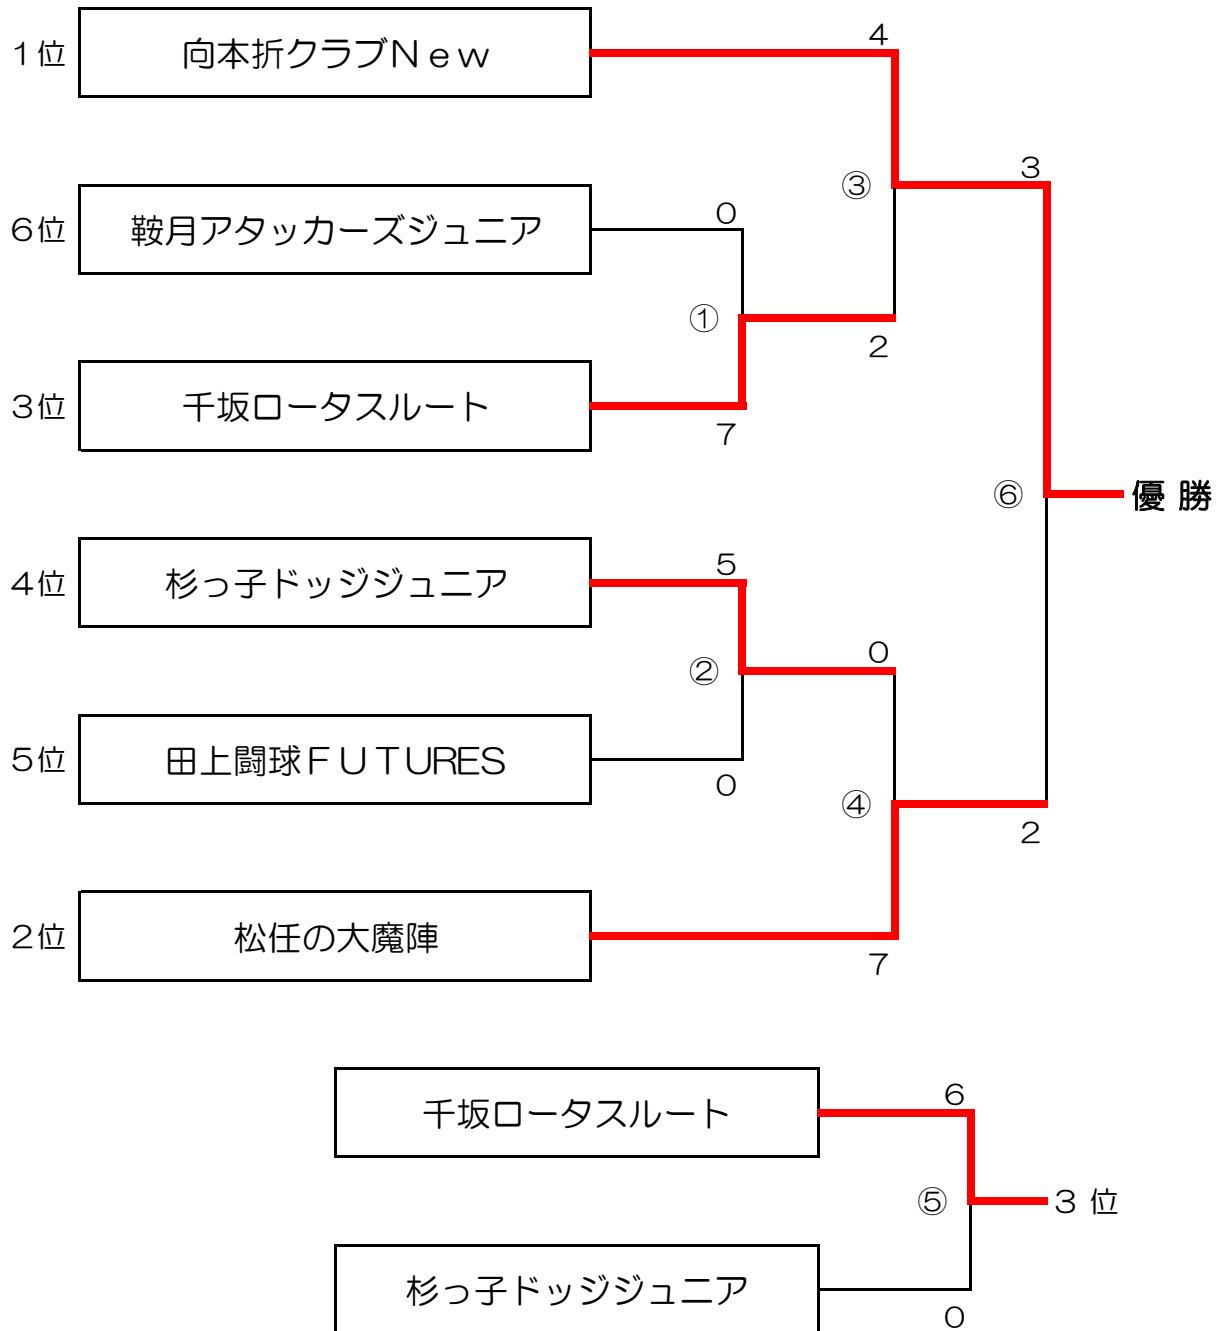 1位 向本折クラブNew 4
3
③
6位 鞍月アタッカーズジュニア 0
①
2
3位 千坂ロータスルート 7
⑥ 優勝
4位 杉っ子ドッジジュニア 5
② 0
5位 田上闘球FUTURES 0
④ 2
2位 松任の大魔陣 7
千坂ロータスルート 6
⑤ 3位
杉っ子ドッジジュニア 0